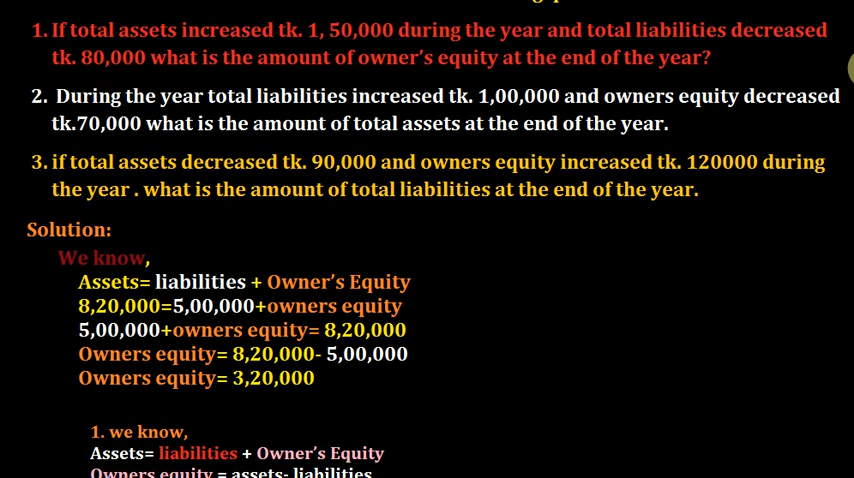 1. If total assets increased tk. 1, 50,000 during the year and total liabilities decreased
tk. 80,000 what is the amount of owner's equity at the end of the year?
2. During the year total liabilities increased tk. 1,00,000 and owners equity decreased
tk.70,000 what is the amount of total assets at the end of the year.
3. if total assets decreased tk. 90,000 and owners equity increased tk. 120000 during
the year . what is the amount of total liabilities at the end of the year.
Solution:
We know,
Assets= liabilities + Owner's Equity
8,20,000=5,00,000+owners equity
5,00,000+owners equity= 8,20,000
Owners equity= 8,20,000- 5,00,000
Owners equity= 3,20,000
1. we know,
Assets= liabilities + Owner's Equity
Owners equity = assets- liabilities